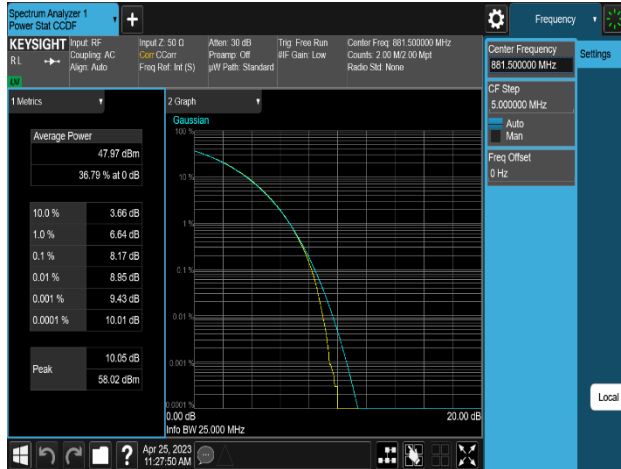 Spectrum Analyzer 1
Power Stat CCDF
+
Frequency
KEYSIGHT
R L
LW
Input: RF
Coupling: AC
Align: Auto
Input Z: 50 Ω
Corr CCorr
Freq Ref: Int (S)
Atten: 30 dB
Preamp: Off
µW Path: Standard
Trig: Free Run
#IF Gain: Low
Center Freq: 881.500000 MHz
Counts: 2.00 M/2.00 Mpt
Radio Std: None
Center Frequency
881.500000 MHz
Settings
CF Step
5.000000 MHz
Auto
Man
Freq Offset
0 Hz
1 Metrics
Average Power
47.97 dBm
36.79 % at 0 dB
10.0 % 3.66 dB
1.0 % 6.64 dB
0.1 % 8.17 dB
0.01 % 8.95 dB
0.001 % 9.43 dB
0.0001 % 10.01 dB
Peak
10.05 dB
58.02 dBm
2 Graph
Gaussian
100 %
10 %
1 %
0.1 %
0.01 %
0.001 %
0.0001 %
0.00 dB
20.00 dB
Info BW 25.000 MHz
Local
?
Apr 25, 2023
11:27:50 AM